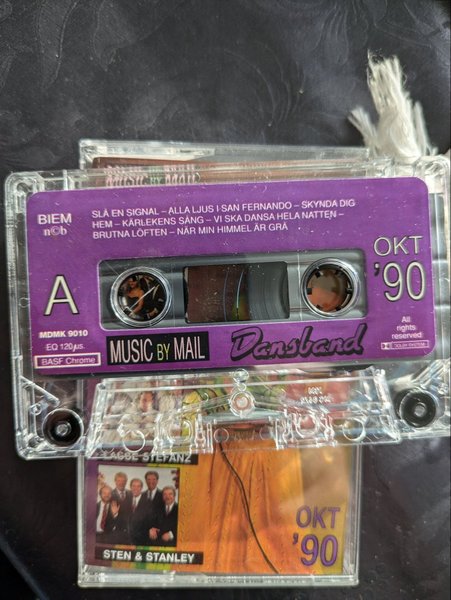 BIEM
n©b
SLÅ EN SIGNAL – ALLA LJUS I SAN FERNANDO – SKYNDA DIG
HEM – KÄRLEKENS SÅNG – VI SKA DANSA HELA NATTEN –
BRUTNA LÖFTEN – NÄR MIN HIMMEL ÄR GRÅ
A
OKT
'90
MDMK 9010
EQ 120µs
BASF Chrome
MUSIC BY MAIL
Dansband
All
rights
reserved
DOLBY SYSTEM
LASSE STEFANZ
STEN & STANLEY
OKT
'90